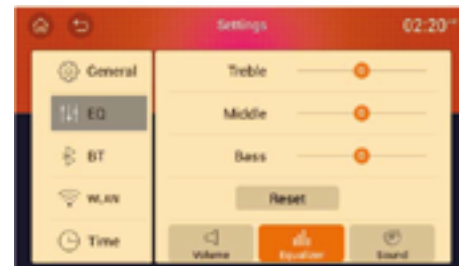 Settings 02:20
General
EQ
BT
WLAN
Time
Treble
Middle
Bass
Reset
Volume
Equalizer
Sound